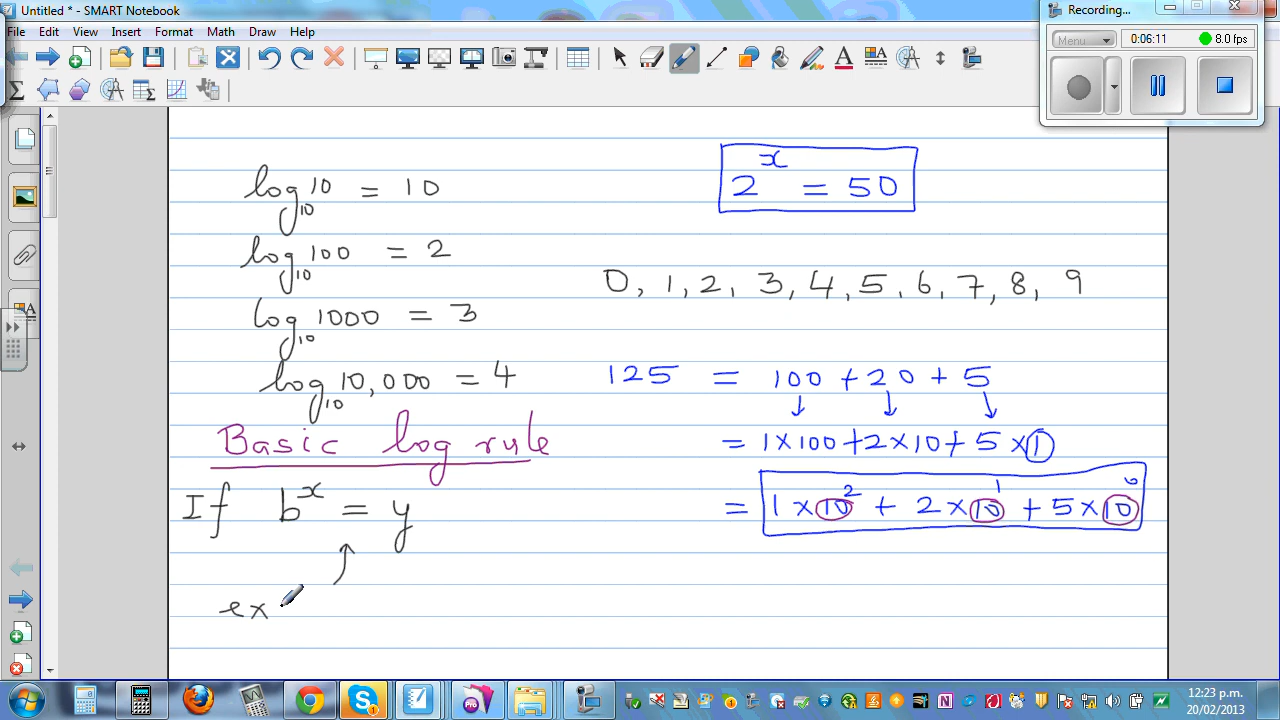 Untitled * - SMART Notebook
File Edit View Insert Format Math Draw Help
Recording...
Menu 0:06:11 8.0 fps
log₁₀ 10 = 10
log₁₀ 100 = 2
log₁₀ 1000 = 3
log₁₀ 10,000 = 4
Basic log rule
If bˣ = y
ex
2ˣ = 50
0, 1, 2, 3, 4, 5, 6, 7, 8, 9
125 = 100 + 20 + 5
= 1 × 100 + 2 × 10 + 5 × 1
= 1 × 10² + 2 × 10¹ + 5 × 10⁰
12:23 p.m.
20/02/2013